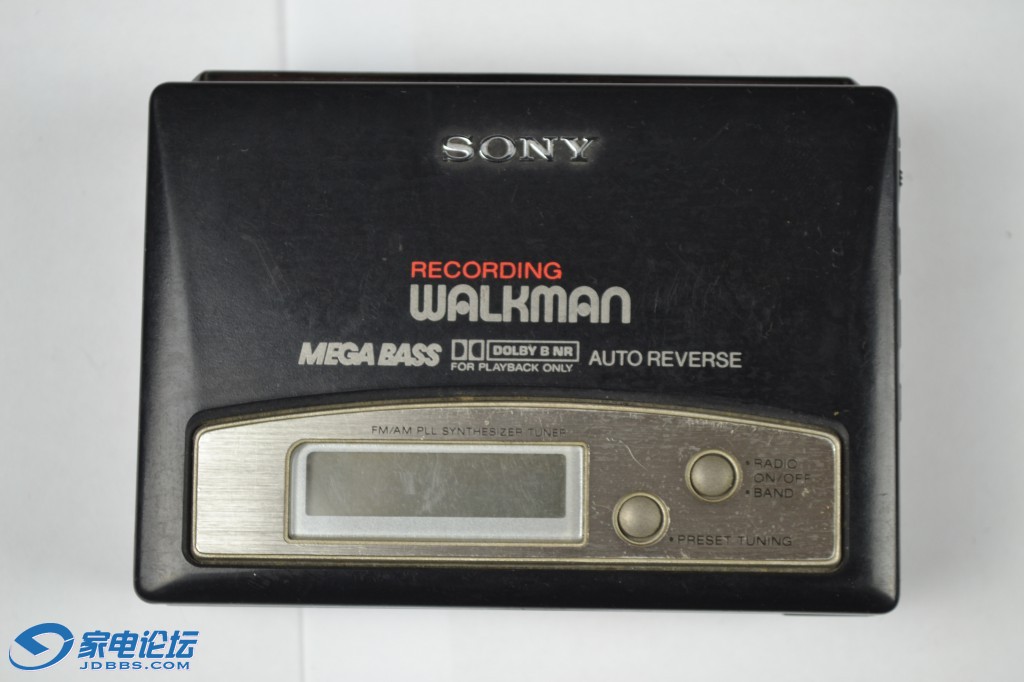 SONY
RECORDING
WALKMAN
MEGA BASS DOLBY B NR AUTO REVERSE
FOR PLAYBACK ONLY
FM/AM PLL SYNTHESIZER TUNER
• RADIO
ON/OFF
• BAND
• PRESET TUNING
家电论坛
JDBBS.COM